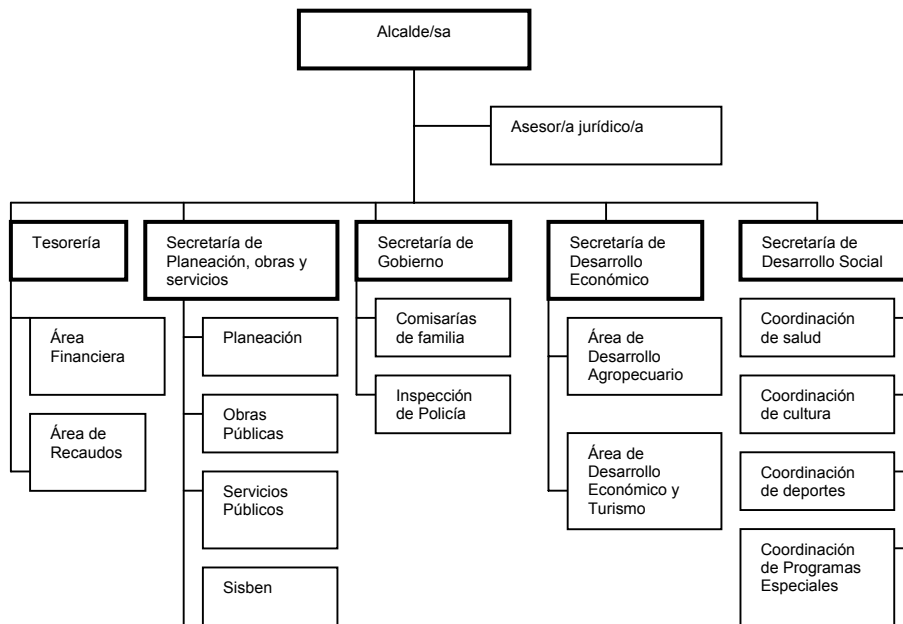 Alcalde/sa
Asesor/a jurídico/a
Tesorería
Secretaría de
Planeación, obras y
servicios
Secretaría de
Gobierno
Secretaría de
Desarrollo
Económico
Secretaría de
Desarrollo Social
Área
Financiera
Área de
Recaudos
Planeación
Obras
Públicas
Servicios
Públicos
Sisben
Comisarías
de familia
Inspección
de Policía
Área de
Desarrollo
Agropecuario
Área de
Desarrollo
Económico y
Turismo
Coordinación
de salud
Coordinación
de cultura
Coordinación
de deportes
Coordinación
de Programas
Especiales